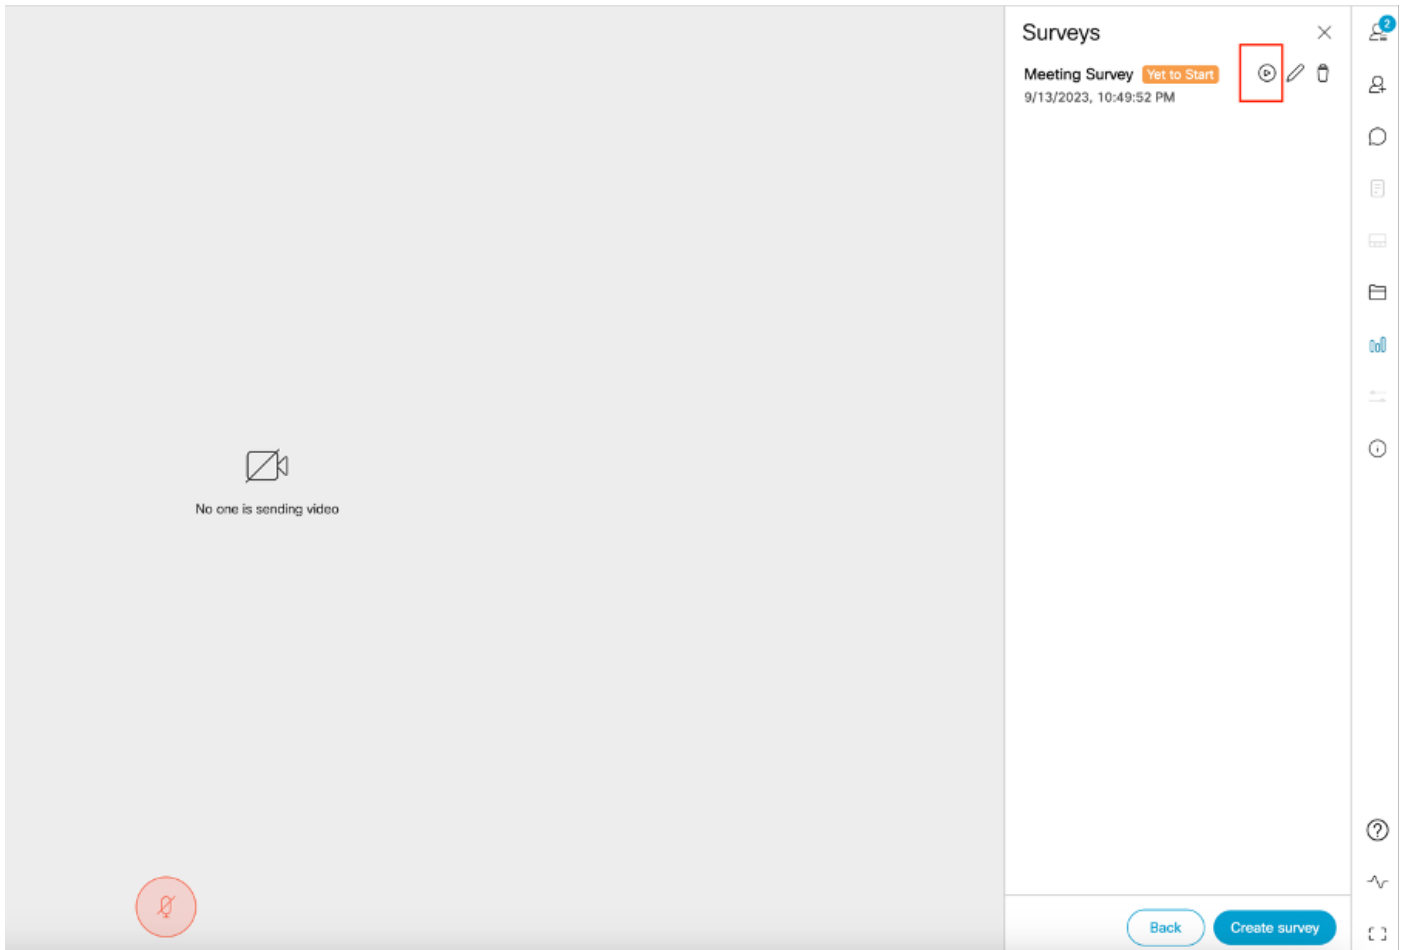 Surveys
2
Meeting Survey Yet to Start
9/13/2023, 10:49:52 PM
No one is sending video
Back Create survey